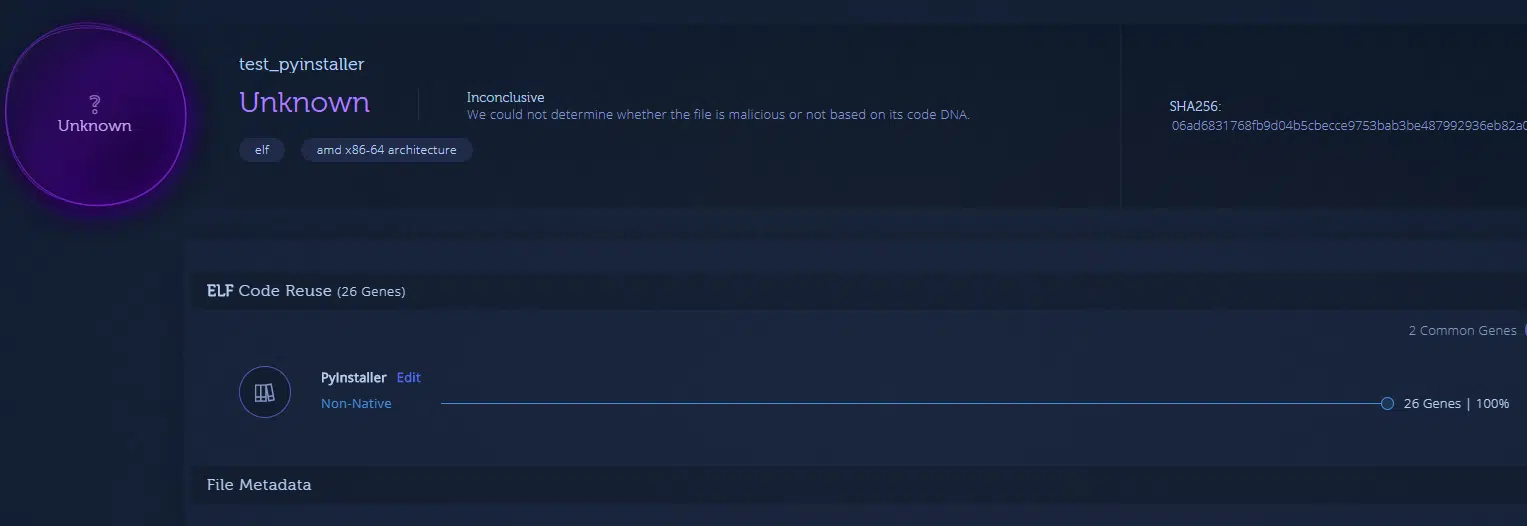 ?
Unknown
test_pyinstaller
Unknown
Inconclusive
We could not determine whether the file is malicious or not based on its code DNA.
elf
amd x86-64 architecture
SHA256:
06ad6831768fb9d04b5cbecce9753bab3be487992936eb82a0
ELF Code Reuse (26 Genes)
2 Common Genes
PyInstaller Edit
Non-Native
26 Genes | 100%
File Metadata